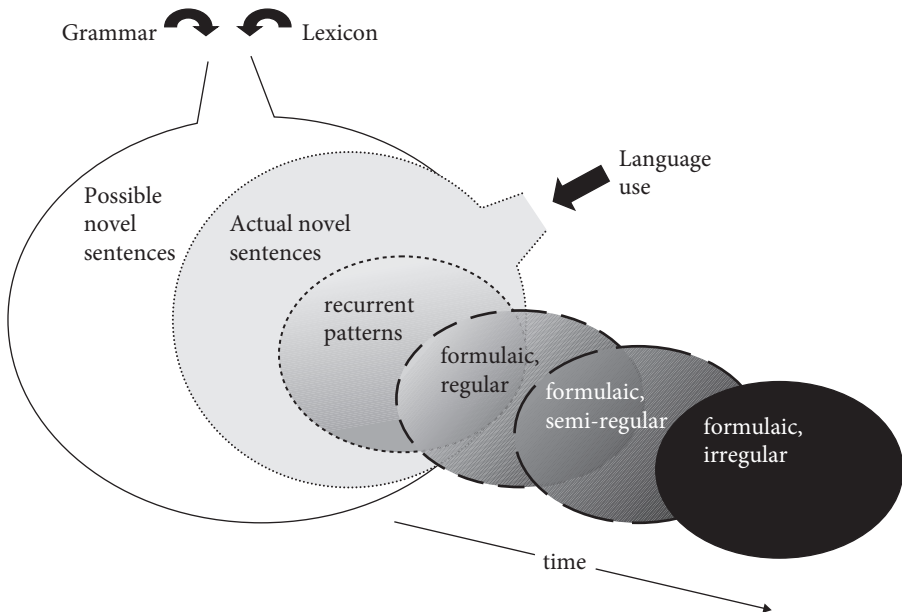 Grammar
Lexicon
Language
use
Possible
novel
sentences
Actual novel
sentences
recurrent
patterns
formulaic,
regular
formulaic,
semi-regular
formulaic,
irregular
time